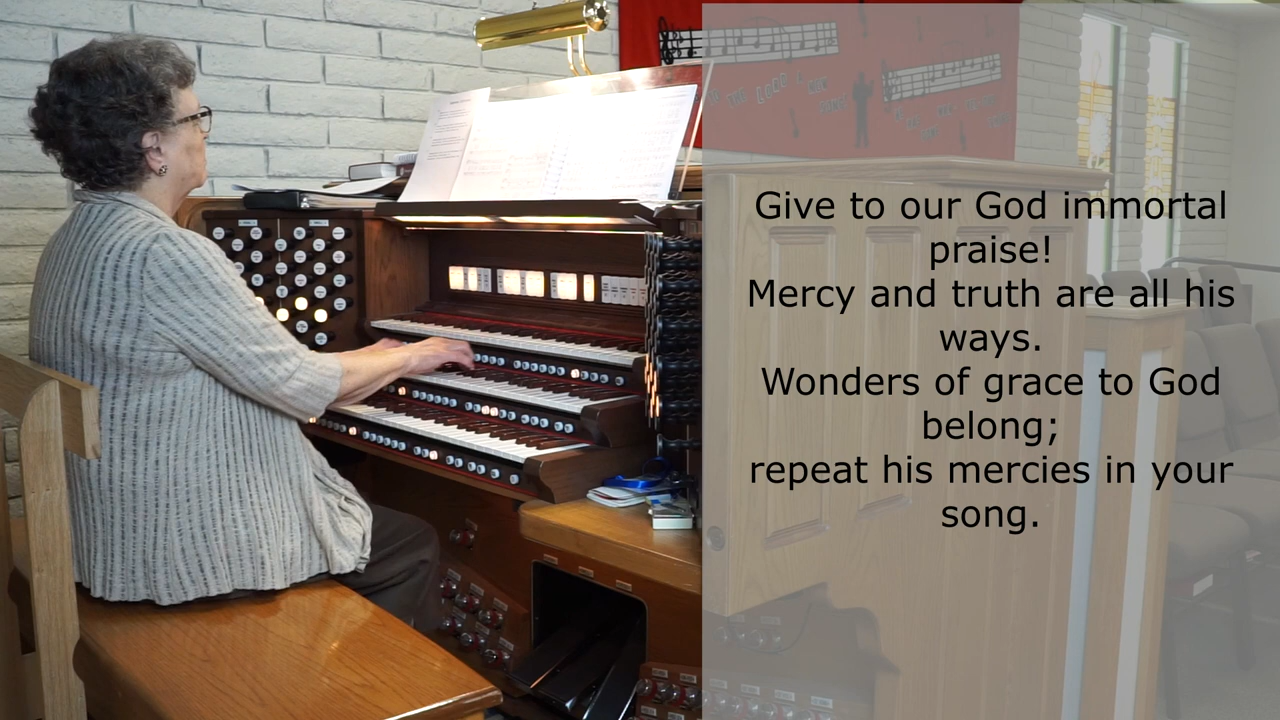 Give to our God immortal
praise!
Mercy and truth are all his
ways.
Wonders of grace to God
belong;
repeat his mercies in your
song.